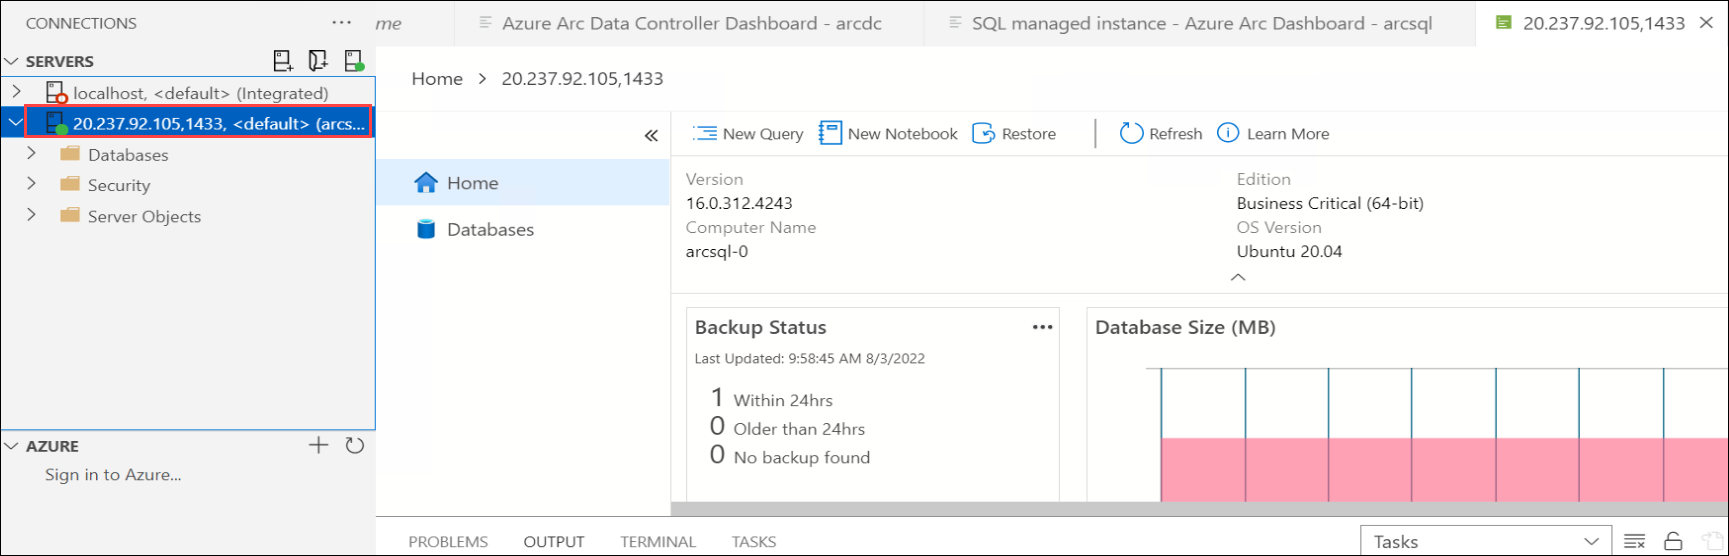 CONNECTIONS
SERVERS
localhost, <default> (Integrated)
20.237.92.105,1433, <default> (arcs...
Databases
Security
Server Objects
AZURE
Sign in to Azure...
me
Azure Arc Data Controller Dashboard - arcdc
SQL managed instance - Azure Arc Dashboard - arcsql
20.237.92.105,1433
Home > 20.237.92.105,1433
Home
Databases
New Query New Notebook Restore Refresh Learn More
Version
16.0.312.4243
Computer Name
arcsql-0
Edition
Business Critical (64-bit)
OS Version
Ubuntu 20.04
Backup Status
Last Updated: 9:58:45 AM 8/3/2022
1 Within 24hrs
0 Older than 24hrs
0 No backup found
Database Size (MB)
PROBLEMS OUTPUT TERMINAL TASKS
Tasks